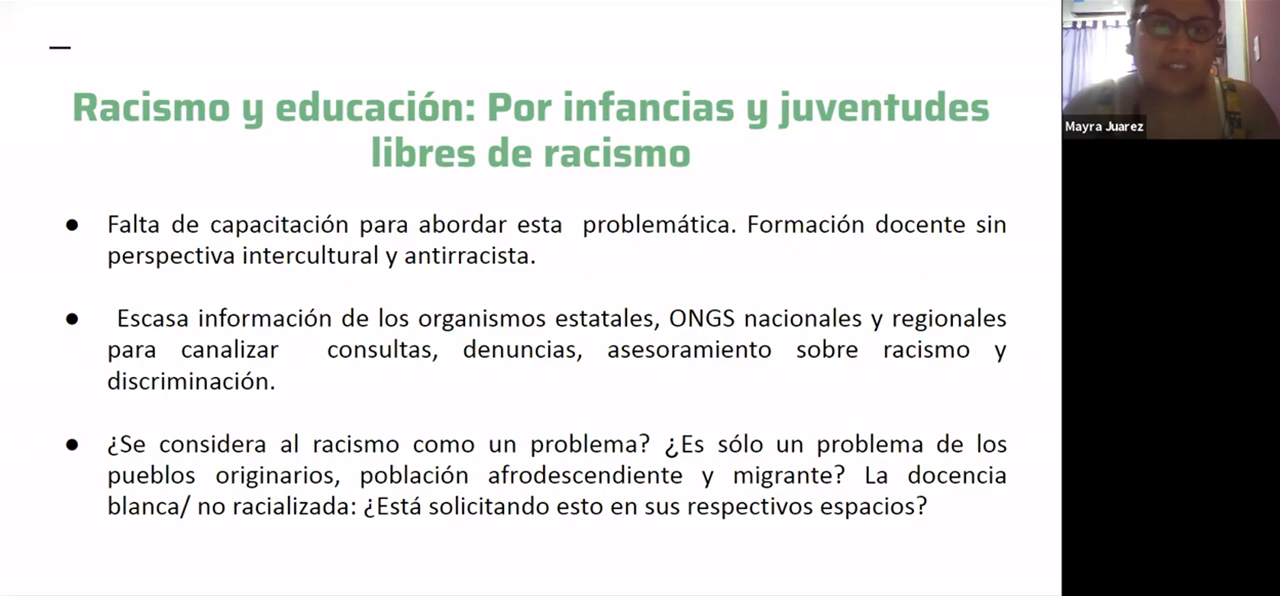 Racismo y educación: Por infancias y juventudes
libres de racismo
● Falta de capacitación para abordar esta problemática. Formación docente sin
perspectiva intercultural y antirracista.
● Escasa información de los organismos estatales, ONGS nacionales y regionales
para canalizar consultas, denuncias, asesoramiento sobre racismo y
discriminación.
● ¿Se considera al racismo como un problema? ¿Es sólo un problema de los
pueblos originarios, población afrodescendiente y migrante? La docencia
blanca/ no racializada: ¿Está solicitando esto en sus respectivos espacios?
Mayra Juarez